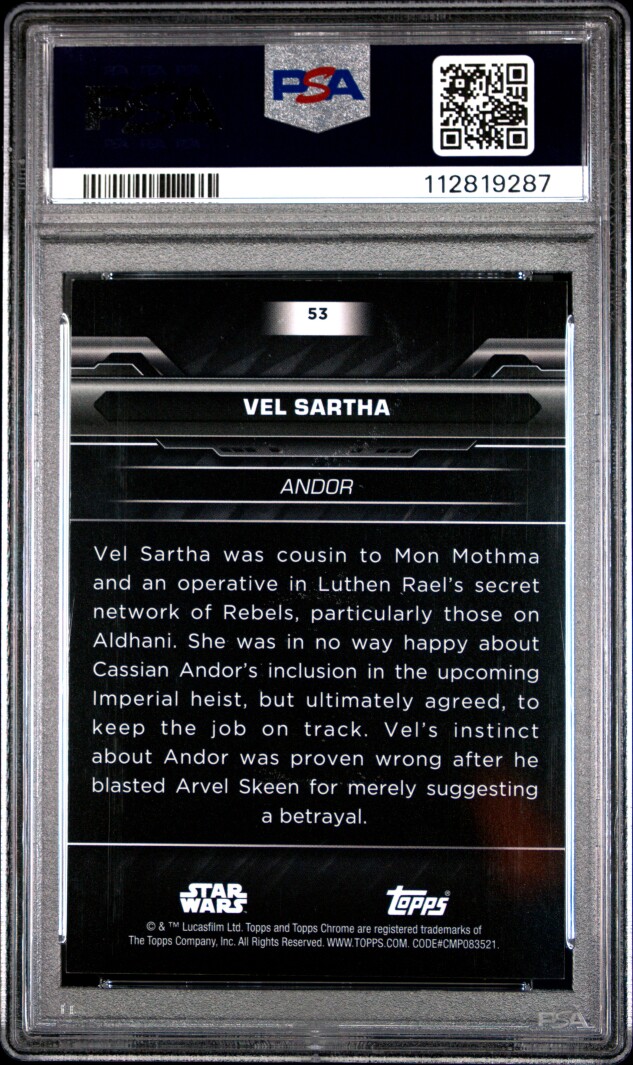 PSA
PSA
112819287
53
VEL SARTHA
ANDOR
Vel Sartha was cousin to Mon Mothma
and an operative in Luthen Rael's secret
network of Rebels, particularly those on
Aldhani. She was in no way happy about
Cassian Andor's inclusion in the upcoming
Imperial heist, but ultimately agreed, to
keep the job on track. Vel's instinct
about Andor was proven wrong after he
blasted Arvel Skeen for merely suggesting
a betrayal.
STAR
WARS
topps®
© & ™ Lucasfilm Ltd. Topps and Topps Chrome are registered trademarks of
The Topps Company, Inc. All Rights Reserved. WWW.TOPPS.COM. CODE#CMP083521.
PSA